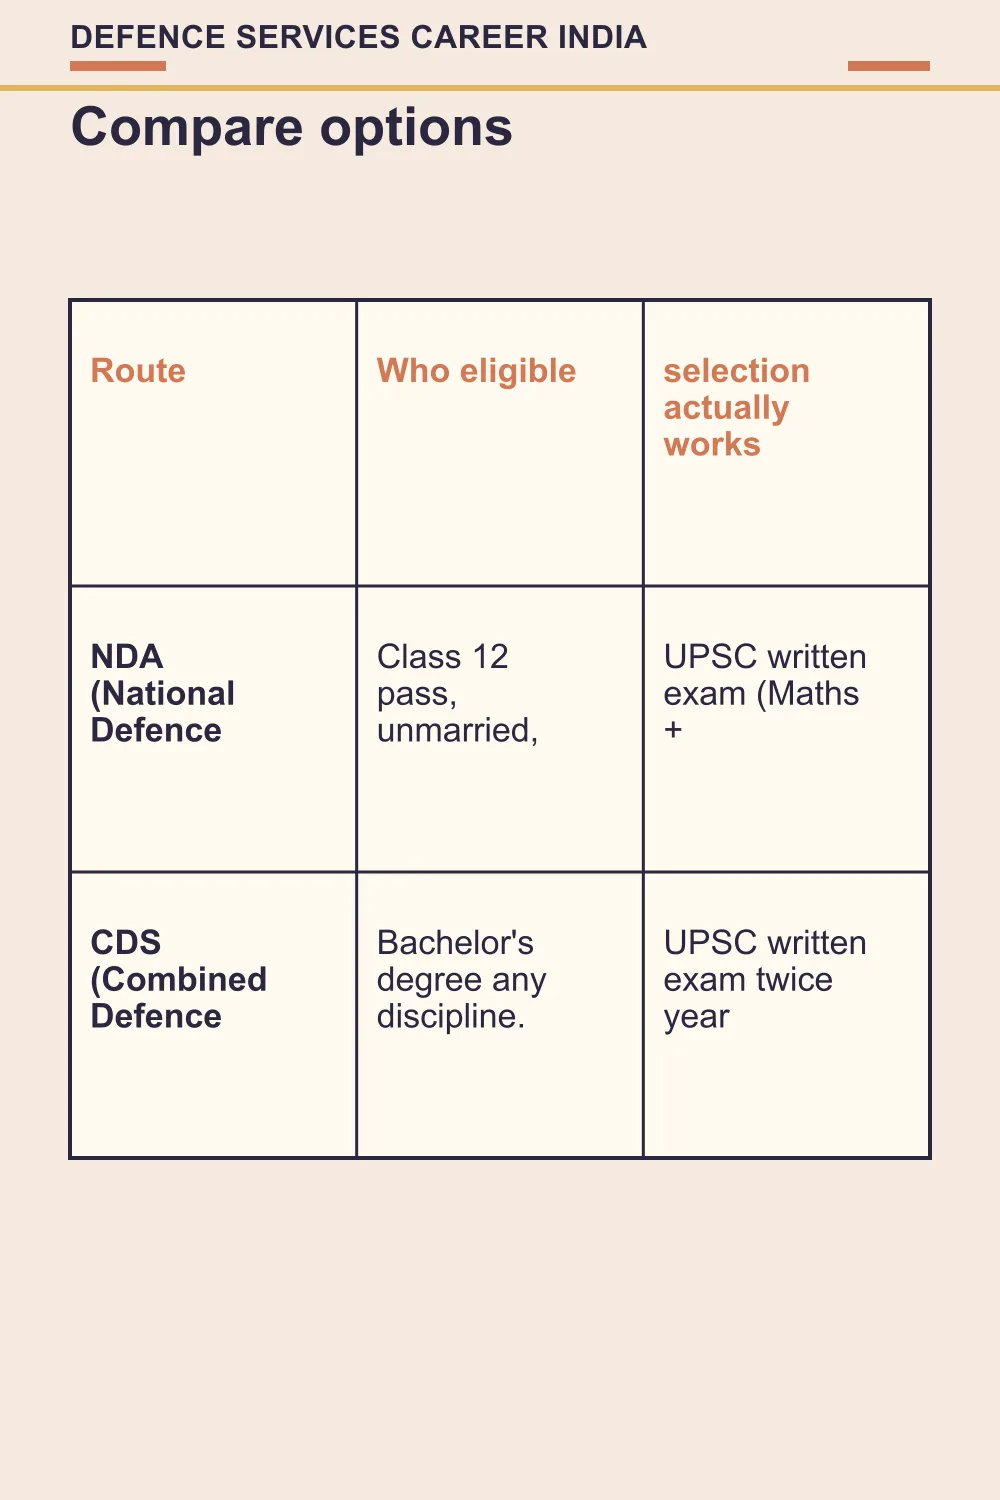 DEFENCE SERVICES CAREER INDIA
Compare options
Route
Who eligible
selection
actually
works
NDA
(National
Defence
Class 12
pass,
unmarried,
UPSC written
exam (Maths
+
CDS
(Combined
Defence
Bachelor's
degree any
discipline.
UPSC written
exam twice
year